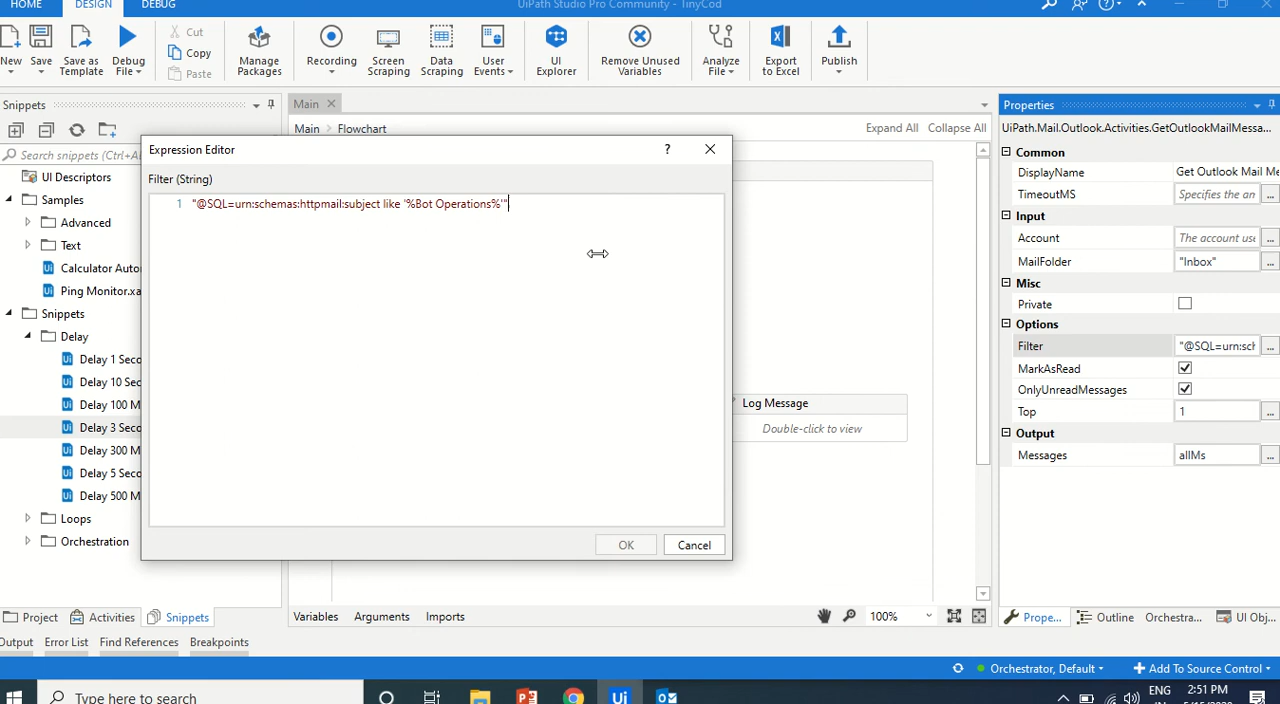 HOME DESIGN DEBUG UiPath Studio Pro Community - TinyCod
New Save Save as Template Debug File Cut Copy Paste Manage Packages Recording Screen Scraping Data Scraping User Events UI Explorer Remove Unused Variables Analyze File Export to Excel Publish
Snippets
Search snippets (Ctrl+Al
UI Descriptors
Samples
Advanced
Text
Calculator Auto
Ping Monitor.xa
Snippets
Delay
Delay 1 Seco
Delay 10 Sec
Delay 100 M
Delay 3 Seco
Delay 300 M
Delay 5 Seco
Delay 500 M
Loops
Orchestration
Main
Main > Flowchart Expand All Collapse All
Expression Editor ?
Filter (String)
1 "@SQL=urn:schemas:httpmail:subject like '%Bot Operations%'"
OK Cancel
Log Message
Double-click to view
Properties
UiPath.Mail.Outlook.Activities.GetOutlookMailMessa...
Common
DisplayName Get Outlook Mail Me
TimeoutMS Specifies the an ...
Input
Account The account use ...
MailFolder "Inbox" ...
Misc
Private
Options
Filter "@SQL=urn:sch ...
MarkAsRead
OnlyUnreadMessages
Top 1 ...
Output
Messages allMs ...
Project Activities Snippets
Variables Arguments Imports 100%
Prope... Outline Orchestra... UI Obj...
Output Error List Find References Breakpoints
Orchestrator, Default Add To Source Control
Type here to search
ENG
2:51 PM